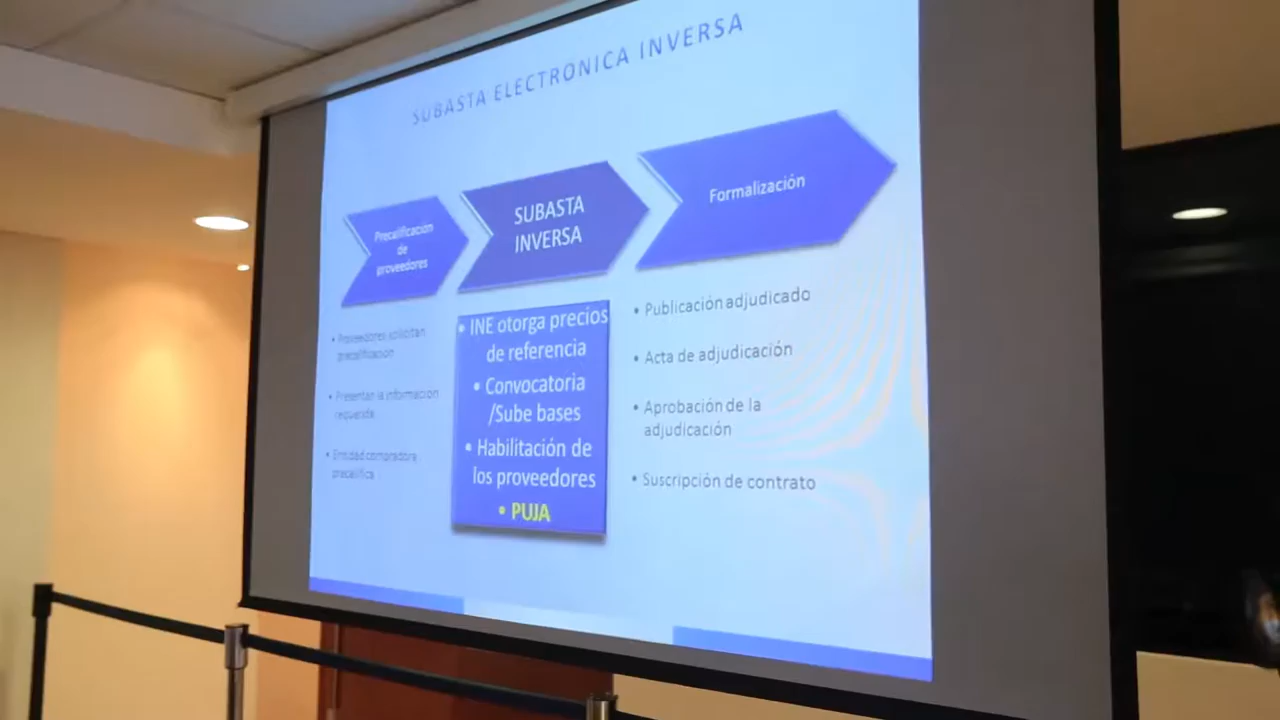 SUBASTA ELECTRONICA INVERSA
Precalificación
de
proveedores
SUBASTA
INVERSA
Formalización
• Proveedores solicitan
precalificación
• Presentan la informacion
requerida
• Entidad compradora
precalifica
• INE otorga precios
de referencia
• Convocatoria
/Sube bases
• Habilitación de
los proveedores
• PUJA
• Publicación adjudicado
• Acta de adjudicación
• Aprobación de la
adjudicación
• Suscripción de contrato